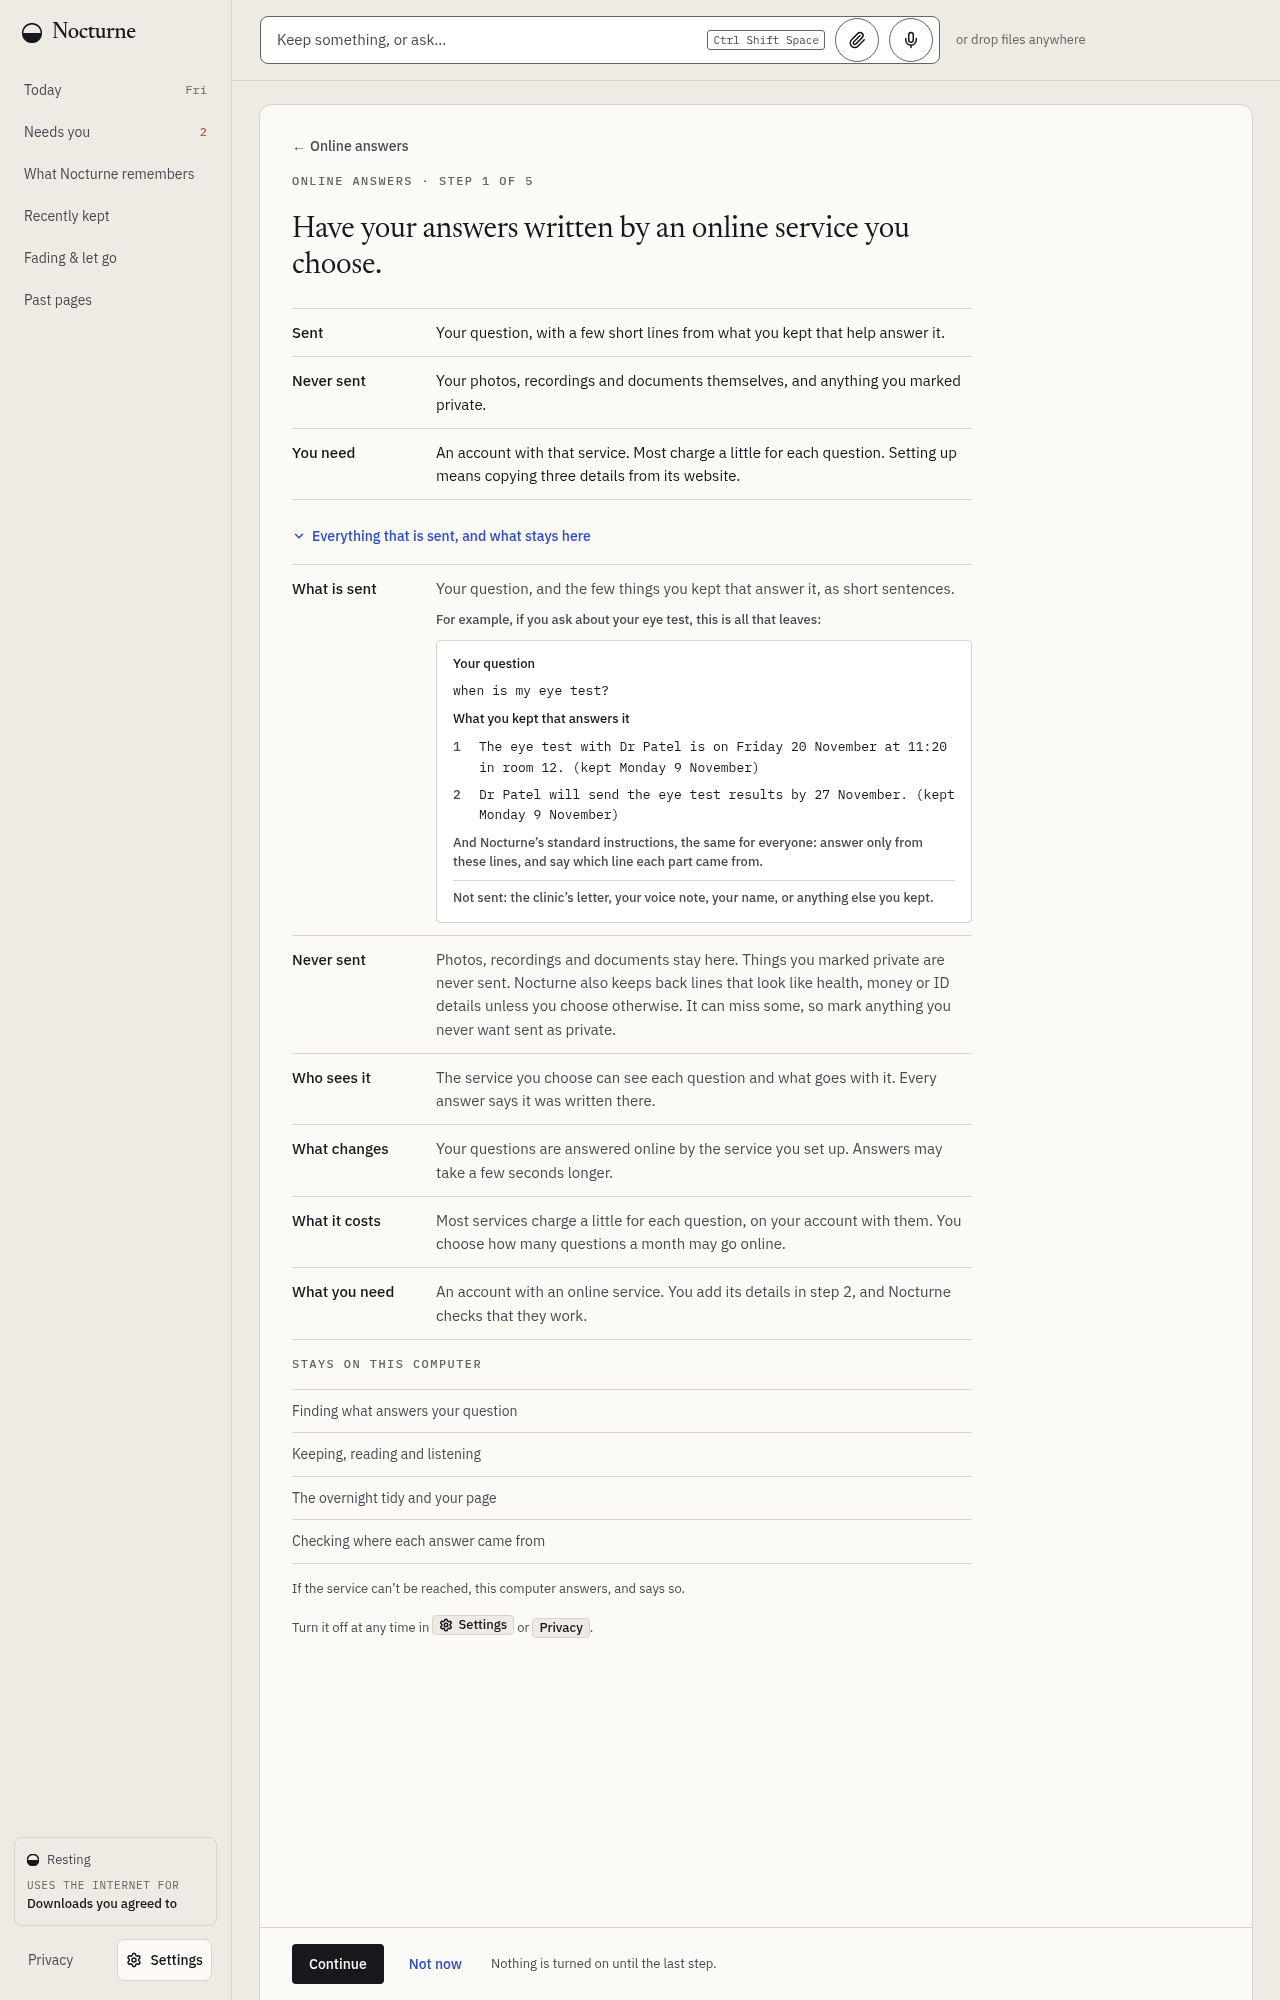 Nocturne
Today Fri
Needs you 2
What Nocturne remembers
Recently kept
Fading & let go
Past pages
Resting
USES THE INTERNET FOR
Downloads you agreed to
Privacy Settings
Keep something, or ask... Ctrl Shift Space or drop files anywhere
← Online answers
ONLINE ANSWERS · STEP 1 OF 5
Have your answers written by an online service you
choose.
Sent Your question, with a few short lines from what you kept that help answer it.
Never sent Your photos, recordings and documents themselves, and anything you marked
private.
You need An account with that service. Most charge a little for each question. Setting up
means copying three details from its website.
Everything that is sent, and what stays here
What is sent Your question, and the few things you kept that answer it, as short sentences.
For example, if you ask about your eye test, this is all that leaves:
Your question
when is my eye test?
What you kept that answers it
1 The eye test with Dr Patel is on Friday 20 November at 11:20
in room 12. (kept Monday 9 November)
2 Dr Patel will send the eye test results by 27 November. (kept
Monday 9 November)
And Nocturne’s standard instructions, the same for everyone: answer only from
these lines, and say which line each part came from.
Not sent: the clinic’s letter, your voice note, your name, or anything else you kept.
Never sent Photos, recordings and documents stay here. Things you marked private are
never sent. Nocturne also keeps back lines that look like health, money or ID
details unless you choose otherwise. It can miss some, so mark anything you
never want sent as private.
Who sees it The service you choose can see each question and what goes with it. Every
answer says it was written there.
What changes Your questions are answered online by the service you set up. Answers may
take a few seconds longer.
What it costs Most services charge a little for each question, on your account with them. You
choose how many questions a month may go online.
What you need An account with an online service. You add its details in step 2, and Nocturne
checks that they work.
STAYS ON THIS COMPUTER
Finding what answers your question
Keeping, reading and listening
The overnight tidy and your page
Checking where each answer came from
If the service can’t be reached, this computer answers, and says so.
Turn it off at any time in Settings or Privacy.
Continue Not now Nothing is turned on until the last step.